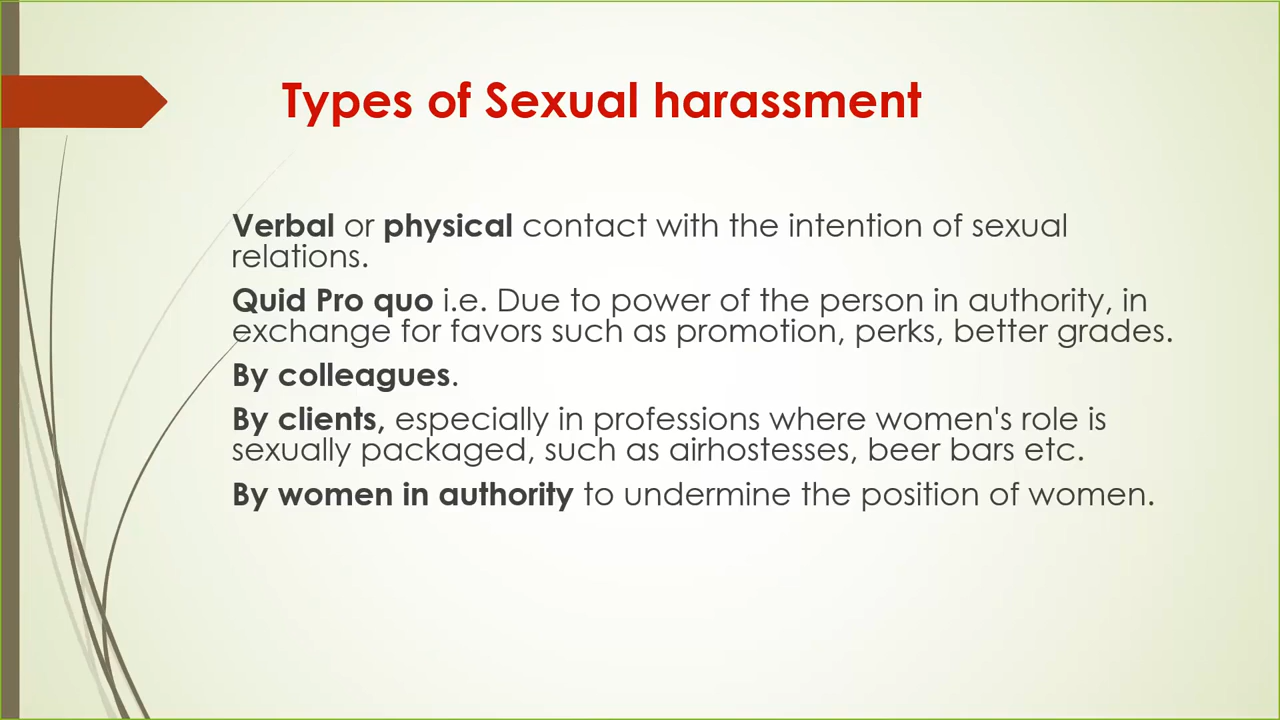 Types of Sexual harassment
Verbal or physical contact with the intention of sexual
relations.
Quid Pro quo i.e. Due to power of the person in authority, in
exchange for favors such as promotion, perks, better grades.
By colleagues.
By clients, especially in professions where women's role is
sexually packaged, such as airhostesses, beer bars etc.
By women in authority to undermine the position of women.